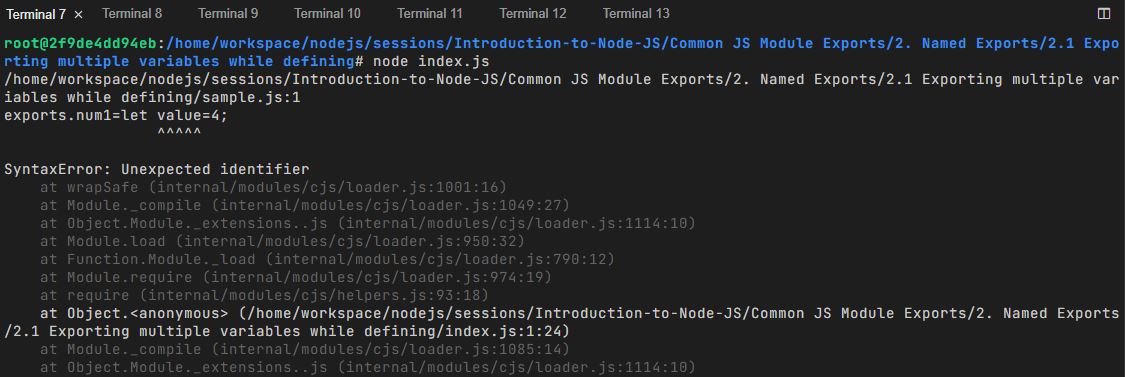 Terminal 7 × Terminal 8 Terminal 9 Terminal 10 Terminal 11 Terminal 12 Terminal 13
root@2f9de4dd94eb:/home/workspace/nodejs/sessions/Introduction-to-Node-JS/Common JS Module Exports/2. Named Exports/2.1 Expo
rting multiple variables while defining# node index.js
/home/workspace/nodejs/sessions/Introduction-to-Node-JS/Common JS Module Exports/2. Named Exports/2.1 Exporting multiple var
iables while defining/sample.js:1
exports.num1=let value=4;
                 ^^^^^
SyntaxError: Unexpected identifier
    at wrapSafe (internal/modules/cjs/loader.js:1001:16)
    at Module._compile (internal/modules/cjs/loader.js:1049:27)
    at Object.Module._extensions..js (internal/modules/cjs/loader.js:1114:10)
    at Module.load (internal/modules/cjs/loader.js:950:32)
    at Function.Module._load (internal/modules/cjs/loader.js:790:12)
    at Module.require (internal/modules/cjs/loader.js:974:19)
    at require (internal/modules/cjs/helpers.js:93:18)
    at Object.<anonymous> (/home/workspace/nodejs/sessions/Introduction-to-Node-JS/Common JS Module Exports/2. Named Exports
/2.1 Exporting multiple variables while defining/index.js:1:24)
    at Module._compile (internal/modules/cjs/loader.js:1085:14)
    at Object.Module._extensions..js (internal/modules/cjs/loader.js:1114:10)